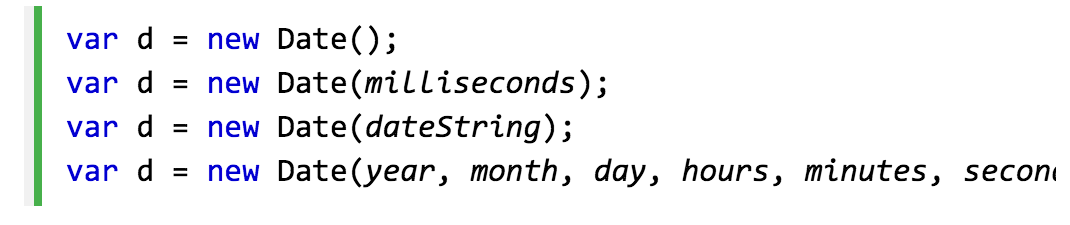 var d = new Date();
var d = new Date(milliseconds);
var d = new Date(dateString);
var d = new Date(year, month, day, hours, minutes,